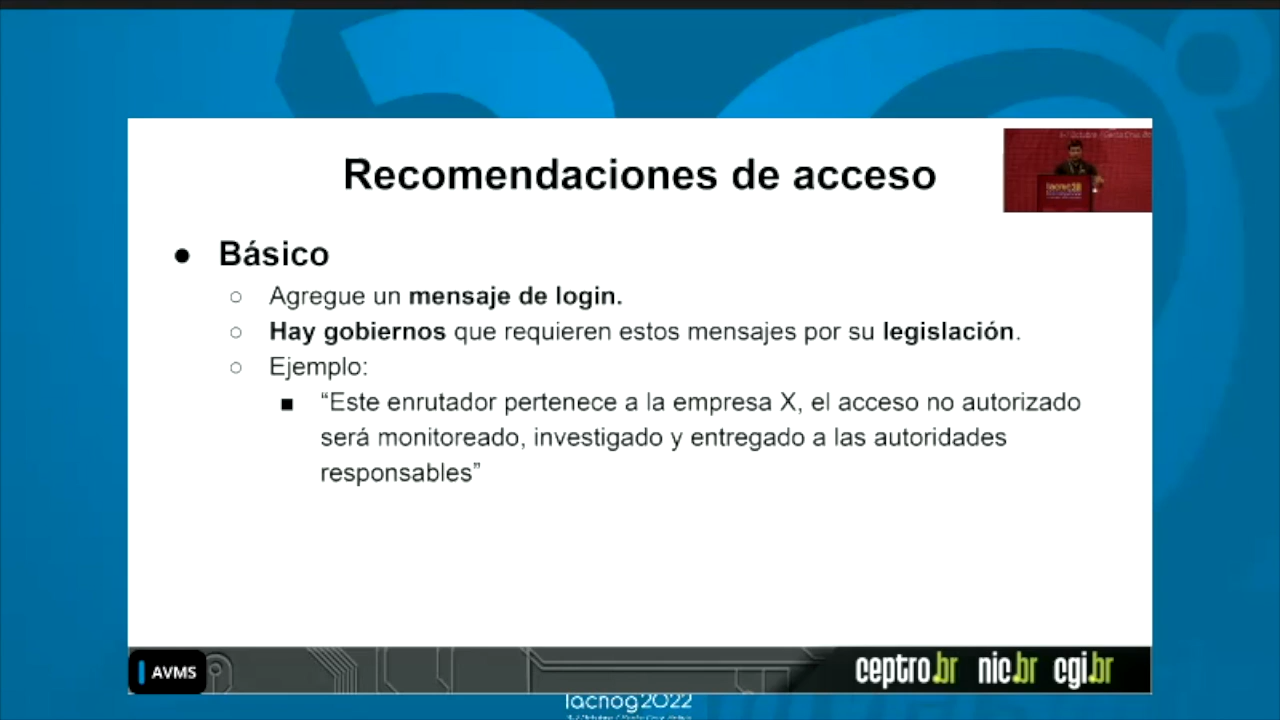 Recomendaciones de acceso
● Básico
○ Agregue un mensaje de login.
○ Hay gobiernos que requieren estos mensajes por su legislación.
○ Ejemplo:
■ “Este enrutador pertenece a la empresa X, el acceso no autorizado
será monitoreado, investigado y entregado a las autoridades
responsables”
AVMS
ceptro.br nic.br cgi.br
lacnog2022